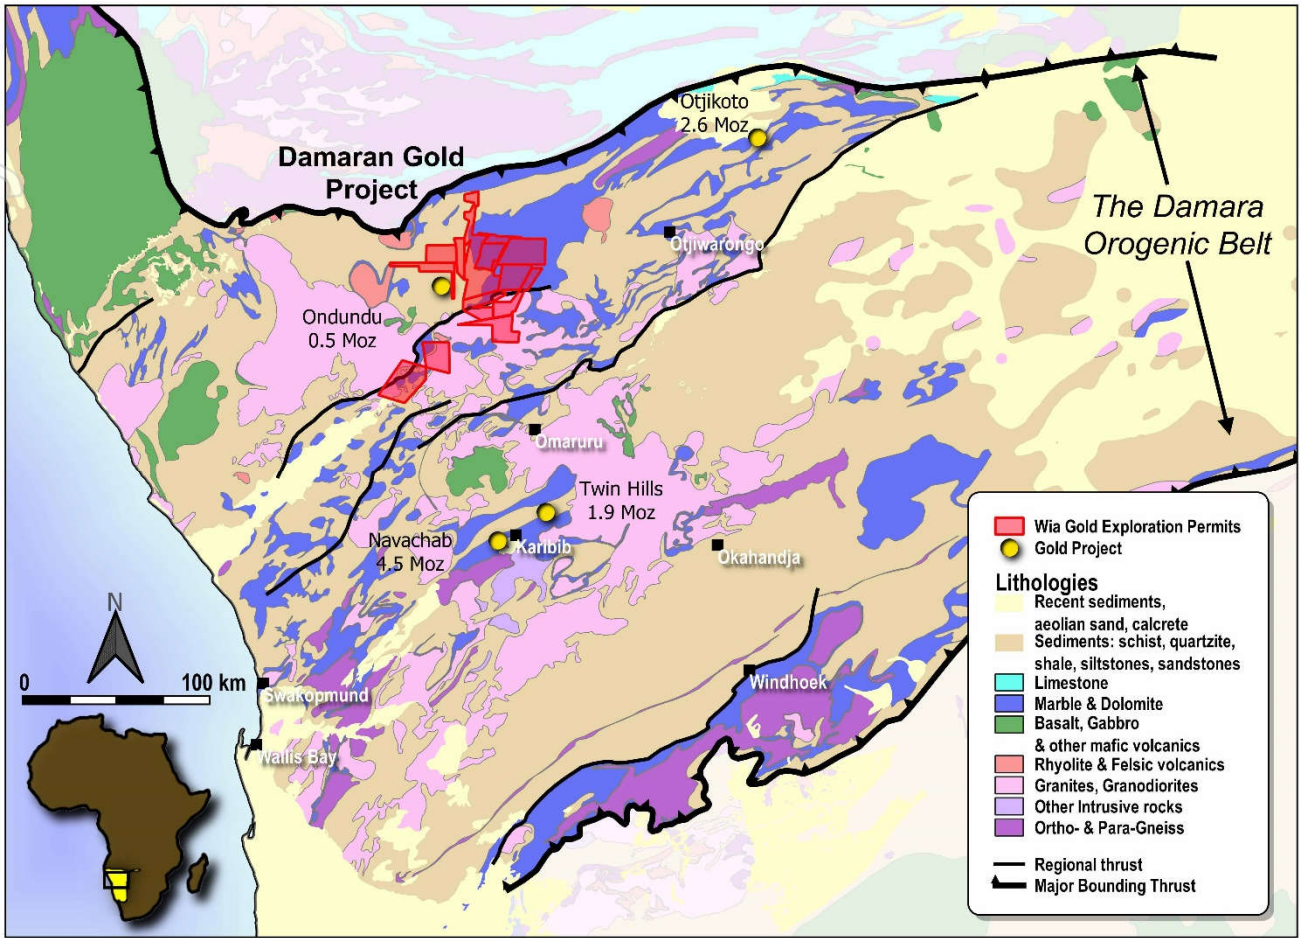 Otjikoto
2.6 Moz
Damaran Gold
Project
The Damara
Orogenic Belt
Otjiwarongo
Ondundu
0.5 Moz
Omaruru
Twin Hills
1.9 Moz
Navachab
4.5 Moz
Karibib
Okahandja
Windhoek
Swakopmund
Wallis Bay
N
0 100 km
Wia Gold Exploration Permits
Gold Project
Lithologies
Recent sediments,
aeolian sand, calcrete
Sediments: schist, quartzite,
shale, siltstones, sandstones
Limestone
Marble & Dolomite
Basalt, Gabbro
& other mafic volcanics
Rhyolite & Felsic volcanics
Granites, Granodiorites
Other Intrusive rocks
Ortho- & Para-Gneiss
Regional thrust
Major Bounding Thrust